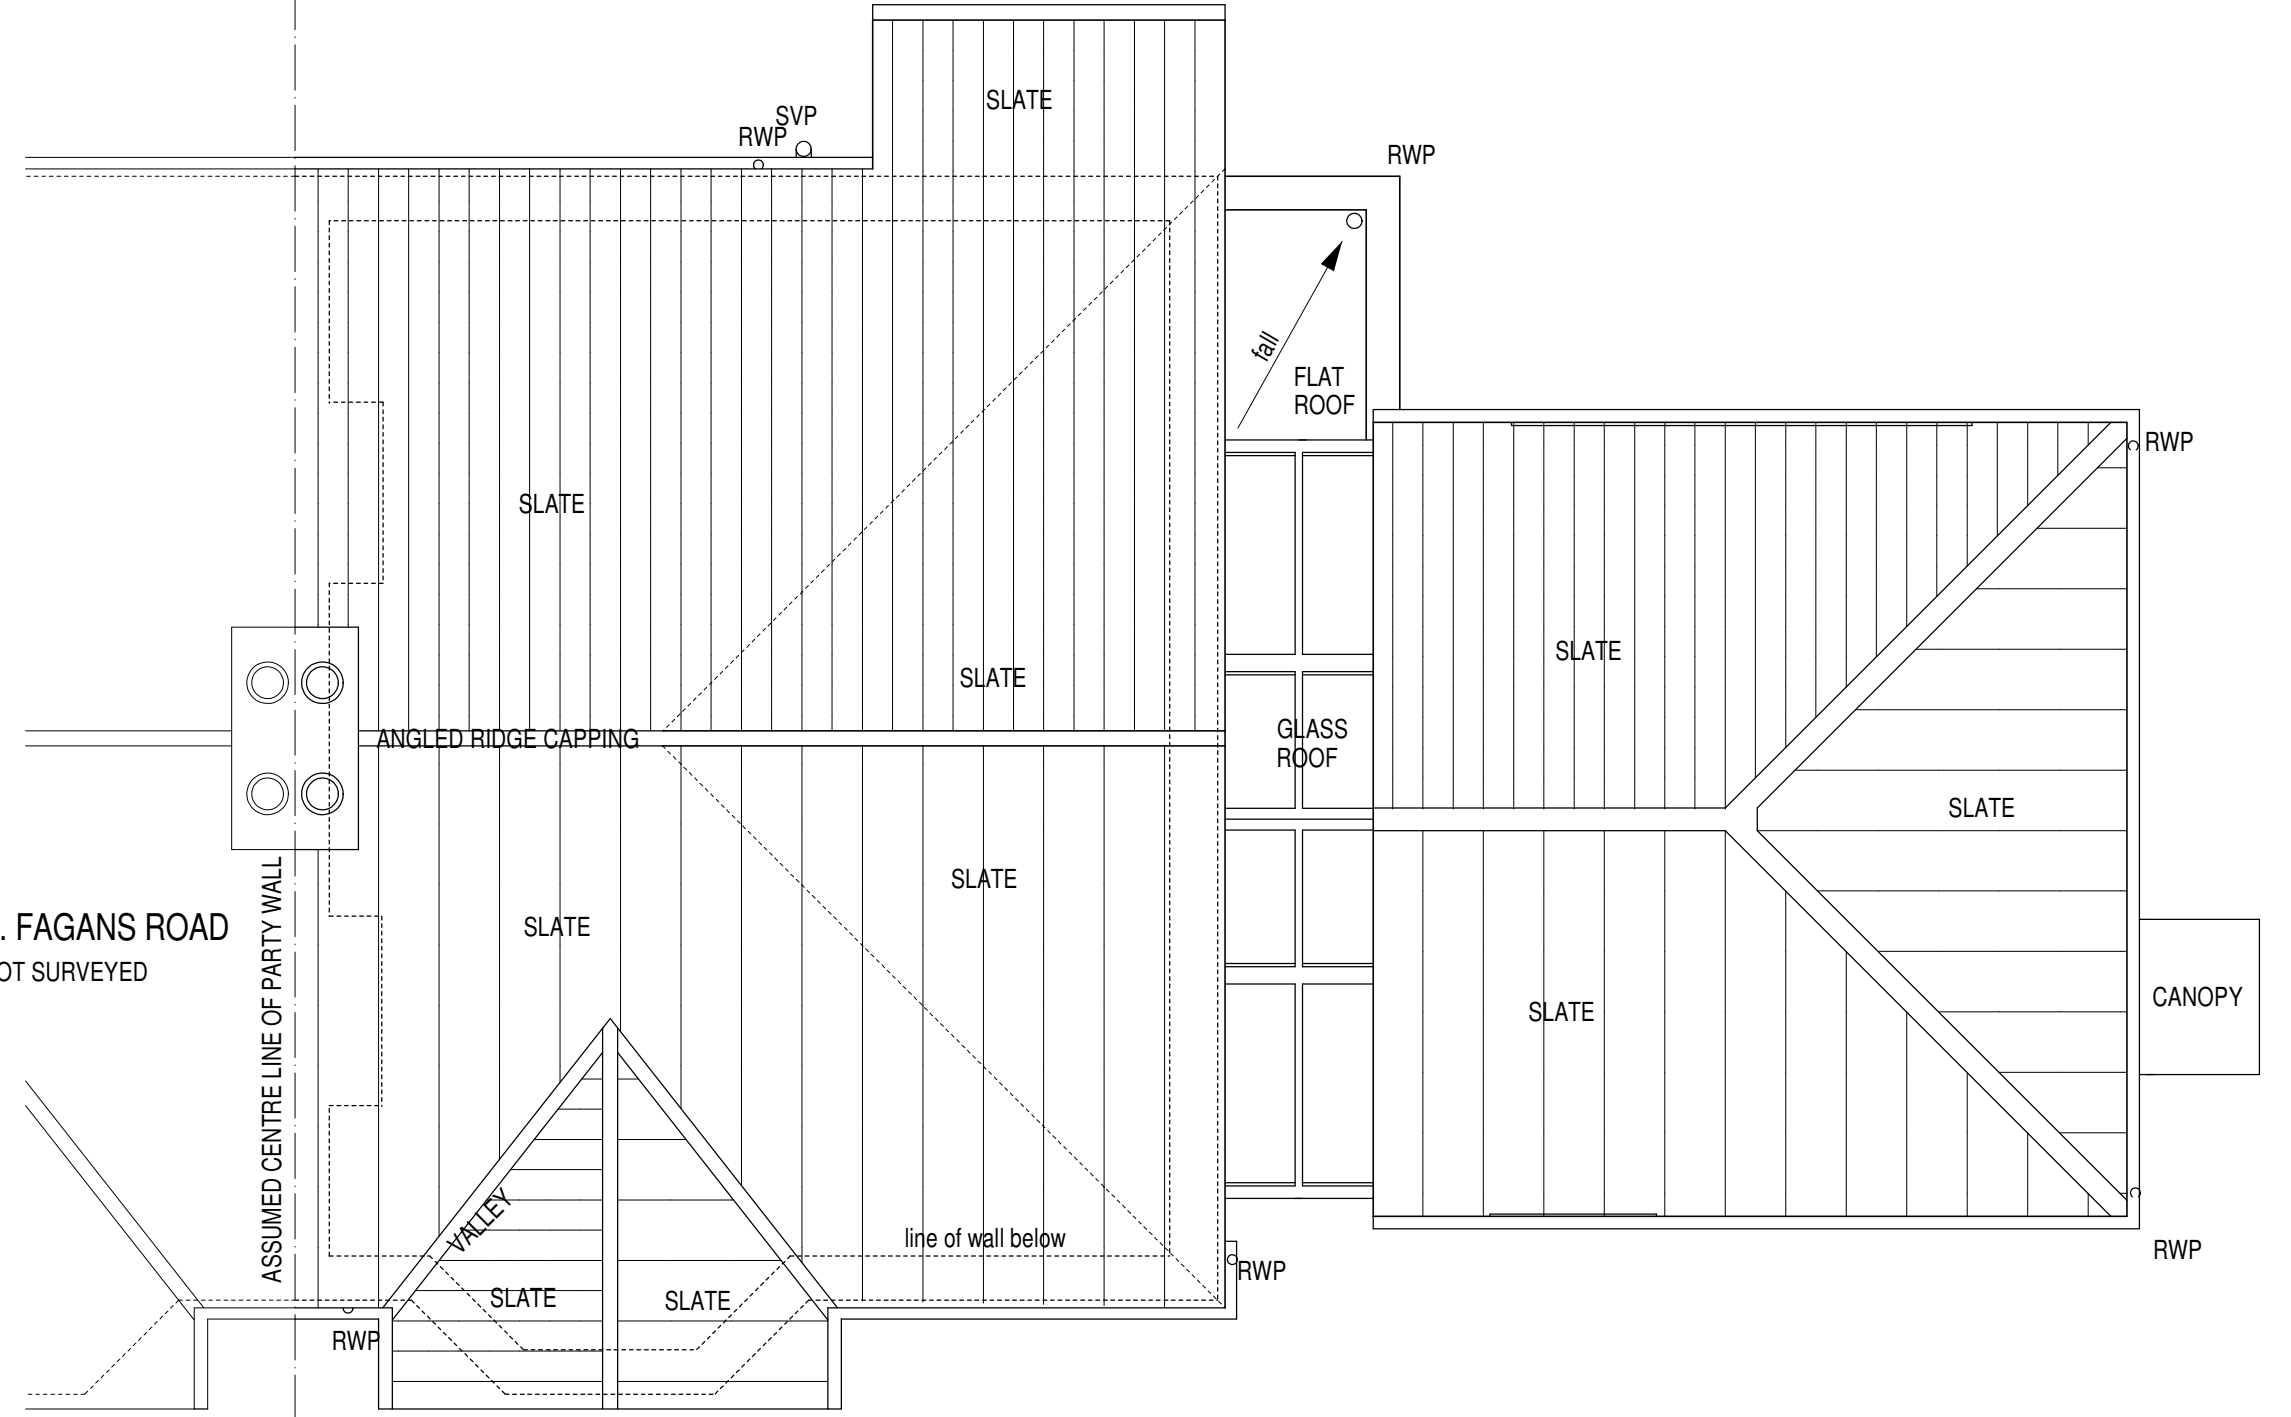 SLATE
SVP
RWP
RWP
fall
FLAT
ROOF
RWP
SLATE
SLATE
SLATE
ANGLED RIDGE CAPPING
GLASS
ROOF
SLATE
SLATE
SLATE
. FAGANS ROAD
OT SURVEYED
ASSUMED CENTRE LINE OF PARTY WALL
CANOPY
SLATE
VALLEY
line of wall below
RWP
RWP
SLATE
SLATE
RWP